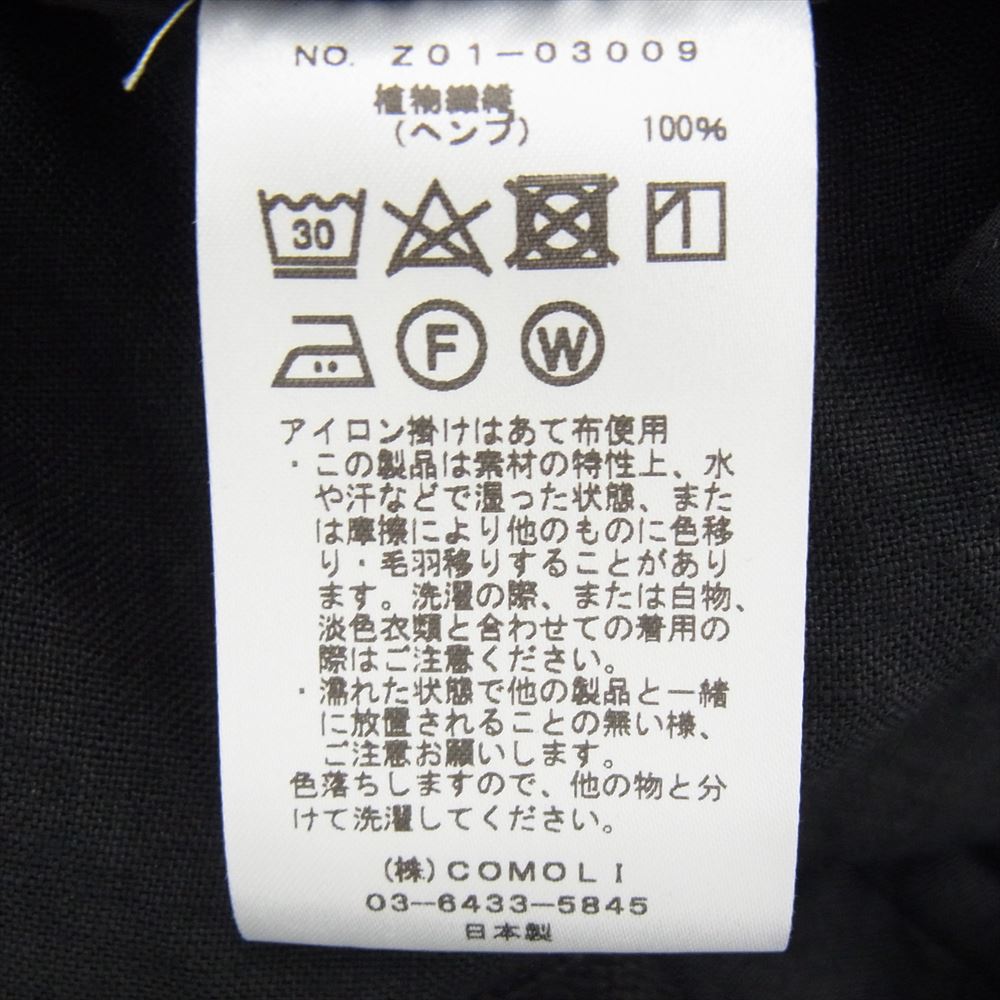 NO. Z01-03009
植物繊維
(ヘンプ) 100%
30
F W
アイロン掛けはあて布使用
・この製品は素材の特性上、水
や汗などで湿った状態、また
は摩擦により他のものに色移
り・毛羽移りすることがあり
ます。洗濯の際、または白物、
淡色衣類と合わせての着用の
際はご注意ください。
・濡れた状態で他の製品と一緒
に放置されることの無い様、
ご注意お願いします。
色落ちしますので、他の物と分
けて洗濯してください。
(株)COMOLI
03-6433-5845
日本製